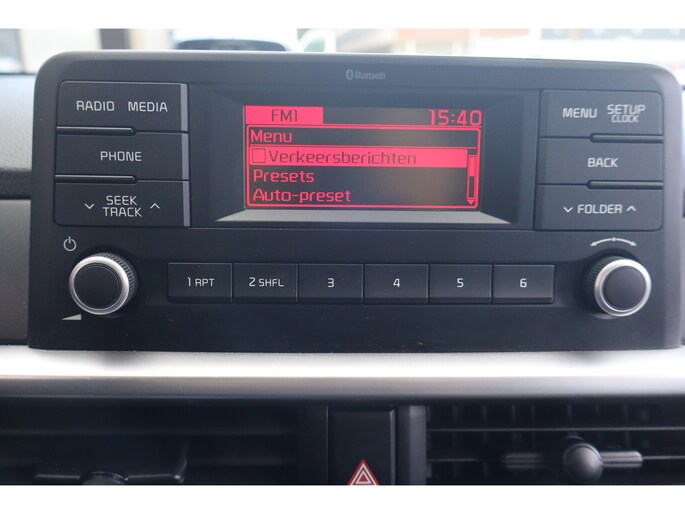 Bluetooth
RADIO MEDIA
PHONE
SEEK
TRACK
FM1 15:40
Menu
Verkeersberichten
Presets
Auto-preset
MENU SETUP
CLOCK
BACK
FOLDER
1 RPT 2 SHFL 3 4 5 6